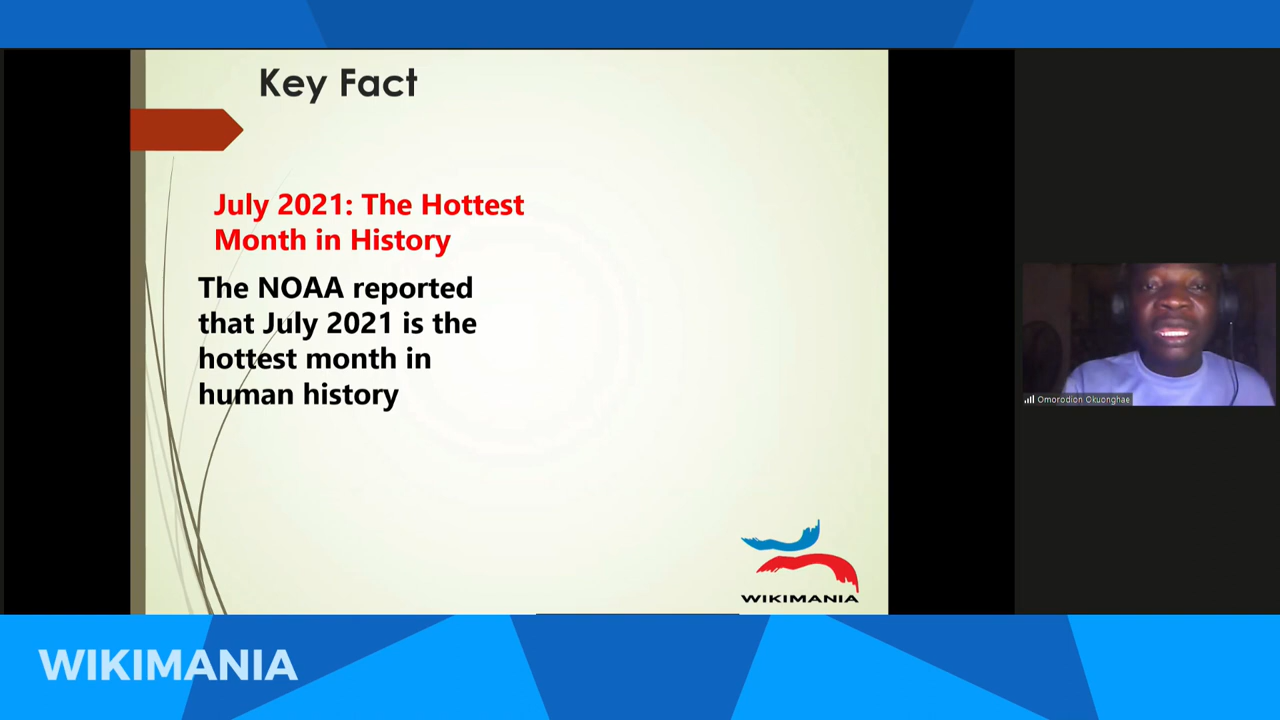 Key Fact
July 2021: The Hottest
Month in History
The NOAA reported
that July 2021 is the
hottest month in
human history
Omorodion Okuonghae
WIKIMANIA
WIKIMANIA